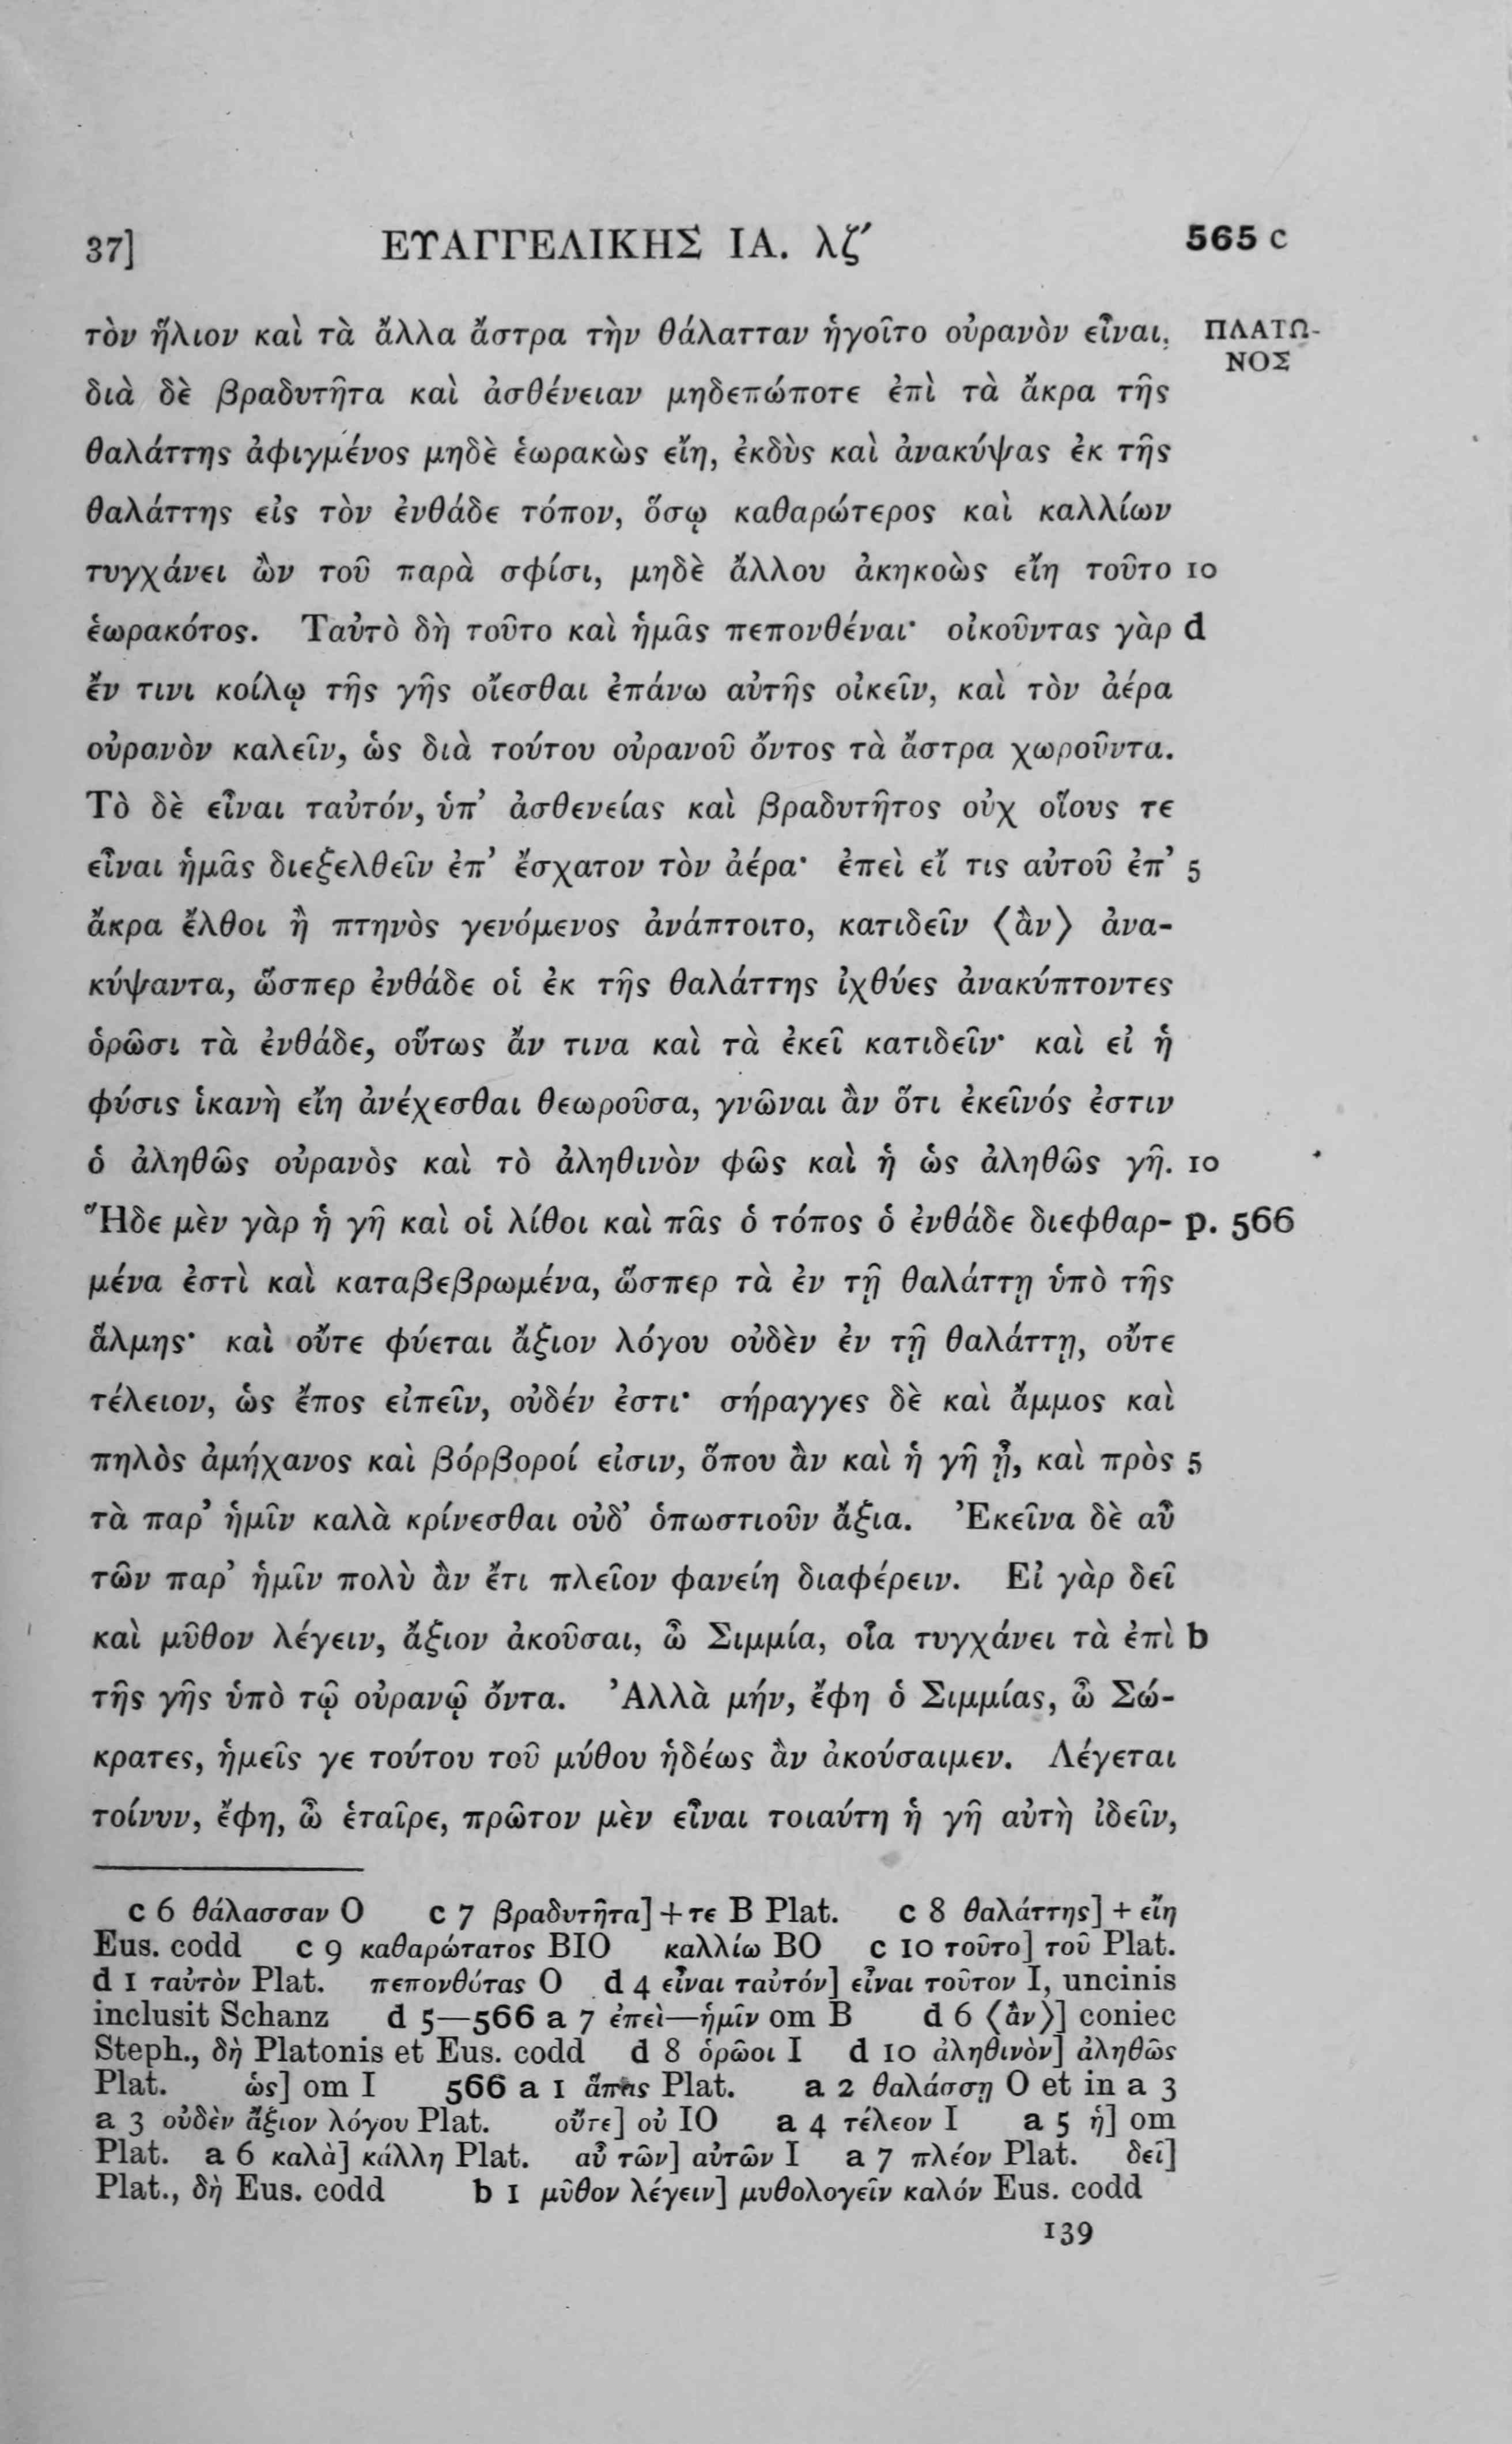 37] ΕΥΑΓΓΕΛΙΚΗΣ ΙΑ. λζ′ 565 c
τὸν ἥλιον καὶ τὰ ἄλλα ἄστρα τὴν θάλατταν ἡγοῖτο οὐρανὸν εἶναι, ΠΛΑΤΩ-
ΝΟΣ
διὰ δὲ βραδυτῆτα καὶ ἀσθένειαν μηδεπώποτε ἐπὶ τὰ ἄκρα τῆς
θαλάττης ἀφιγμένος μηδὲ ἑωρακὼς εἴη, ἐκδὺς καὶ ἀνακύψας ἐκ τῆς
θαλάττης εἰς τὸν ἐνθάδε τόπον, ὅσῳ καθαρώτερος καὶ καλλίων
τυγχάνει ὢν τοῦ παρὰ σφίσι, μηδὲ ἄλλου ἀκηκοὼς εἴη τοῦτο 10
ἑωρακότος. Ταὐτὸ δὴ τοῦτο καὶ ἡμᾶς πεπονθέναι· οἰκοῦντας γὰρ d
ἔν τινι κοίλῳ τῆς γῆς οἴεσθαι ἐπάνω αὐτῆς οἰκεῖν, καὶ τὸν ἀέρα
οὐρανὸν καλεῖν, ὡς διὰ τούτου οὐρανοῦ ὄντος τὰ ἄστρα χωροῦντα.
Τὸ δὲ εἶναι ταὐτόν, ὑπ’ ἀσθενείας καὶ βραδυτῆτος οὐχ οἵους τε
εἶναι ἡμᾶς διεξελθεῖν ἐπ’ ἔσχατον τὸν ἀέρα· ἐπεὶ εἴ τις αὐτοῦ ἐπ’ 5
ἄκρα ἔλθοι ἢ πτηνὸς γενόμενος ἀνάπτοιτο, κατιδεῖν ⟨ἂν⟩ ἀνα-
κύψαντα, ὥσπερ ἐνθάδε οἱ ἐκ τῆς θαλάττης ἰχθύες ἀνακύπτοντες
ὁρῶσι τὰ ἐνθάδε, οὕτως ἄν τινα καὶ τὰ ἐκεῖ κατιδεῖν· καὶ εἰ ἡ
φύσις ἱκανὴ εἴη ἀνέχεσθαι θεωροῦσα, γνῶναι ἂν ὅτι ἐκεῖνός ἐστιν
ὁ ἀληθῶς οὐρανὸς καὶ τὸ ἀληθινὸν φῶς καὶ ἡ ὡς ἀληθῶς γῆ. 10
Ἥδε μὲν γὰρ ἡ γῆ καὶ οἱ λίθοι καὶ πᾶς ὁ τόπος ὁ ἐνθάδε διεφθαρ- p. 566
μένα ἐστὶ καὶ καταβεβρωμένα, ὥσπερ τὰ ἐν τῇ θαλάττῃ ὑπὸ τῆς
ἅλμης· καὶ οὔτε φύεται ἄξιον λόγου οὐδὲν ἐν τῇ θαλάττῃ, οὔτε
τέλειον, ὡς ἔπος εἰπεῖν, οὐδέν ἐστι· σήραγγες δὲ καὶ ἄμμος καὶ
πηλὸς ἀμήχανος καὶ βόρβοροί εἰσιν, ὅπου ἂν καὶ ἡ γῆ ᾖ, καὶ πρὸς 5
τὰ παρ’ ἡμῖν καλὰ κρίνεσθαι οὐδ’ ὁπωστιοῦν ἄξια. Ἐκεῖνα δὲ αὖ
τῶν παρ’ ἡμῖν πολὺ ἂν ἔτι πλεῖον φανείη διαφέρειν. Εἰ γὰρ δεῖ
καὶ μῦθον λέγειν, ἄξιον ἀκοῦσαι, ὦ Σιμμία, οἷα τυγχάνει τὰ ἐπὶ b
τῆς γῆς ὑπὸ τῷ οὐρανῷ ὄντα. Ἀλλὰ μήν, ἔφη ὁ Σιμμίας, ὦ Σώ-
κρατες, ἡμεῖς γε τούτου τοῦ μύθου ἡδέως ἂν ἀκούσαιμεν. Λέγεται
τοίνυν, ἔφη, ὦ ἑταῖρε, πρῶτον μὲν εἶναι τοιαύτη ἡ γῆ αὐτὴ ἰδεῖν,
c 6 θάλασσαν O c 7 βραδυτῆτα] + τε B Plat. c 8 θαλάττης] + εἴη
Eus. codd c 9 καθαρώτατος BIO καλλίω BO c 10 τοῦτο] τοῦ Plat.
d 1 ταὐτὸν Plat. πεπονθότας O d 4 εἶναι ταὐτόν] εἶναι τοῦτον I, uncinis
inclusit Schanz d 5—566 a 7 ἐπεὶ—ἡμῖν om B d 6 ⟨ἂν⟩] coniec
Steph., δὴ Platonis et Eus. codd d 8 ὁρῶοι I d 10 ἀληθινὸν] ἀληθῶς
Plat. ὡς] om I 566 a 1 ἅπας Plat. a 2 θαλάσσῃ O et in a 3
a 3 οὐδὲν ἄξιον λόγου Plat. οὔτε] οὐ IO a 4 τέλεον I a 5 ἡ] om
Plat. a 6 καλὰ] κάλλη Plat. αὖ τῶν] αὐτῶν I a 7 πλέον Plat. δεῖ]
Plat., δὴ Eus. codd b 1 μῦθον λέγειν] μυθολογεῖν καλόν Eus. codd
139